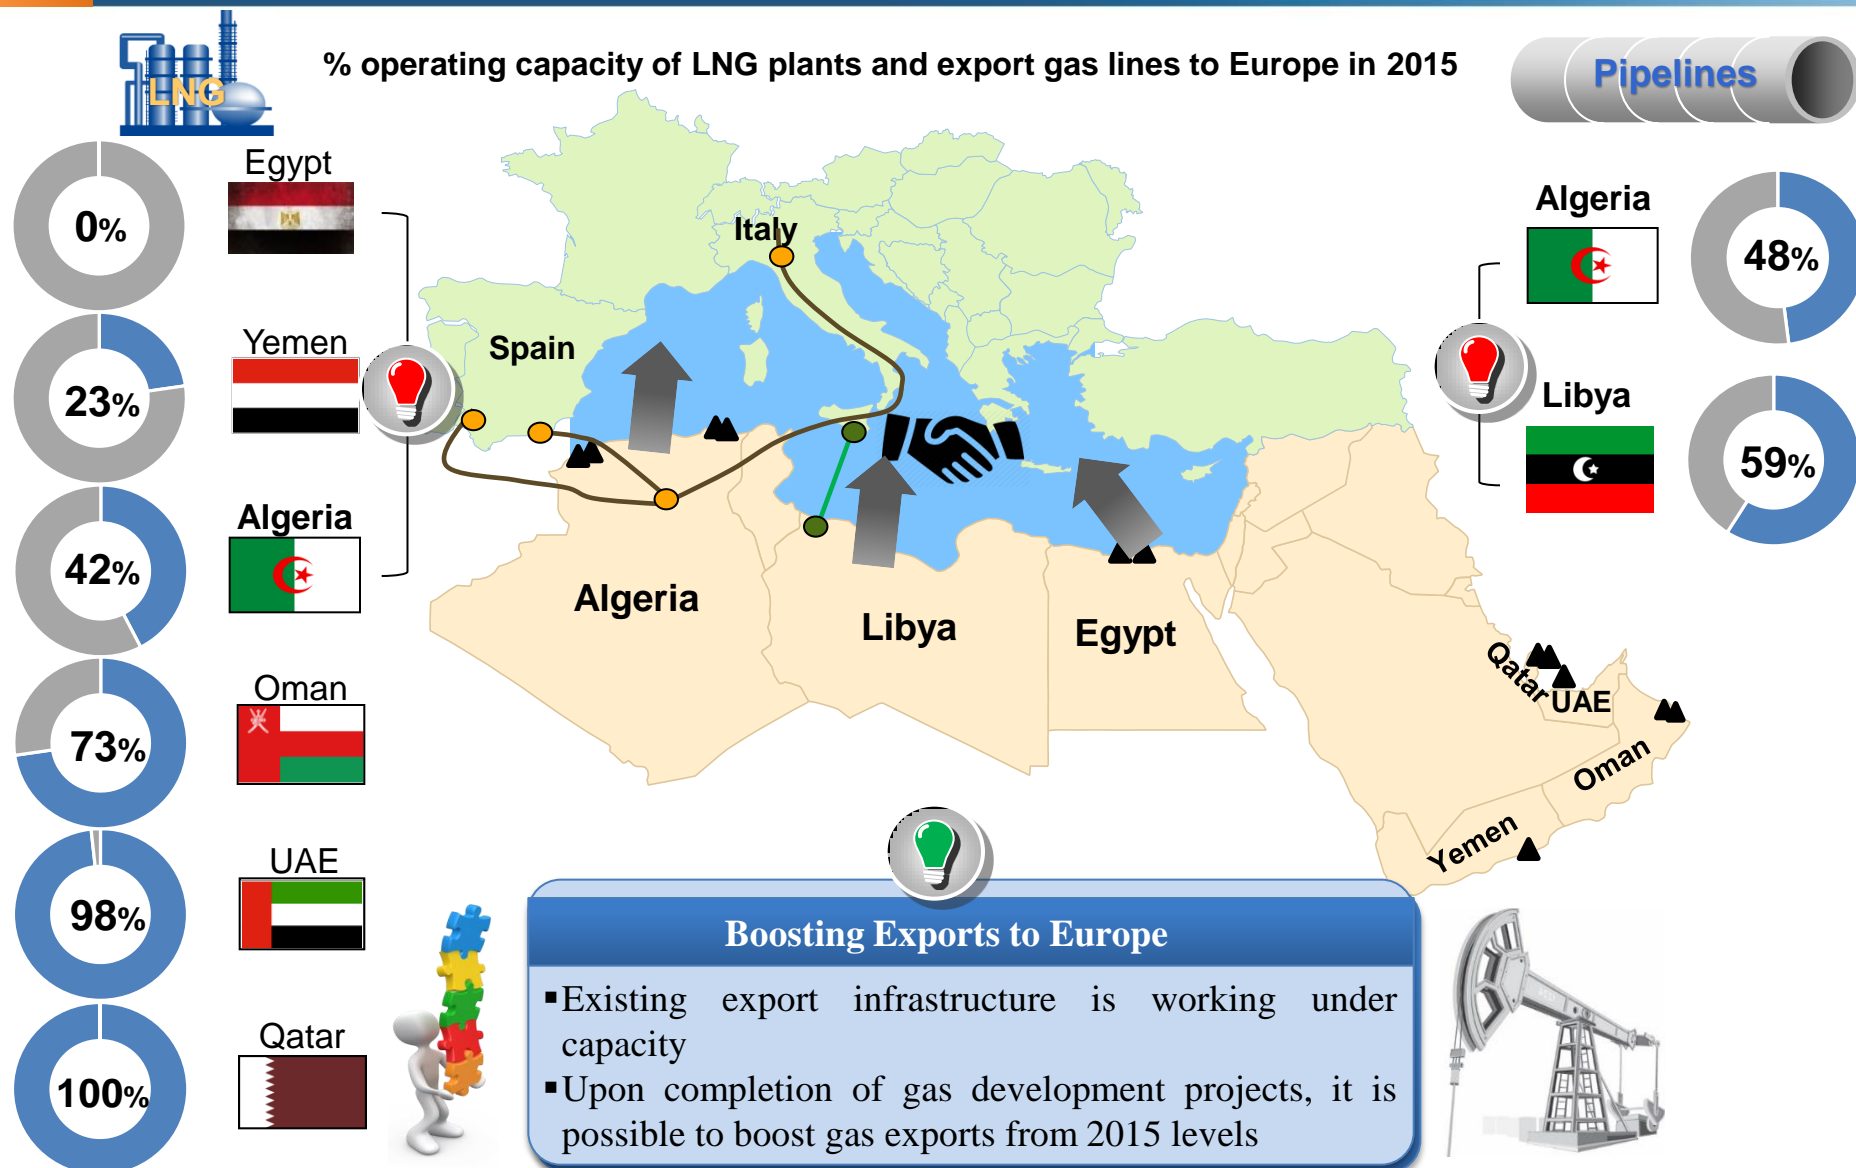 % operating capacity of LNG plants and export gas lines to Europe in 2015
LNG
Pipelines
Egypt
0%
Yemen
23%
Algeria
42%
Oman
73%
UAE
98%
Qatar
100%
Italy
Spain
Algeria
Libya
Egypt
Qatar
UAE
Oman
Yemen
Algeria
48%
Libya
59%
Boosting Exports to Europe
▪Existing export infrastructure is working under
capacity
▪Upon completion of gas development projects, it is
possible to boost gas exports from 2015 levels